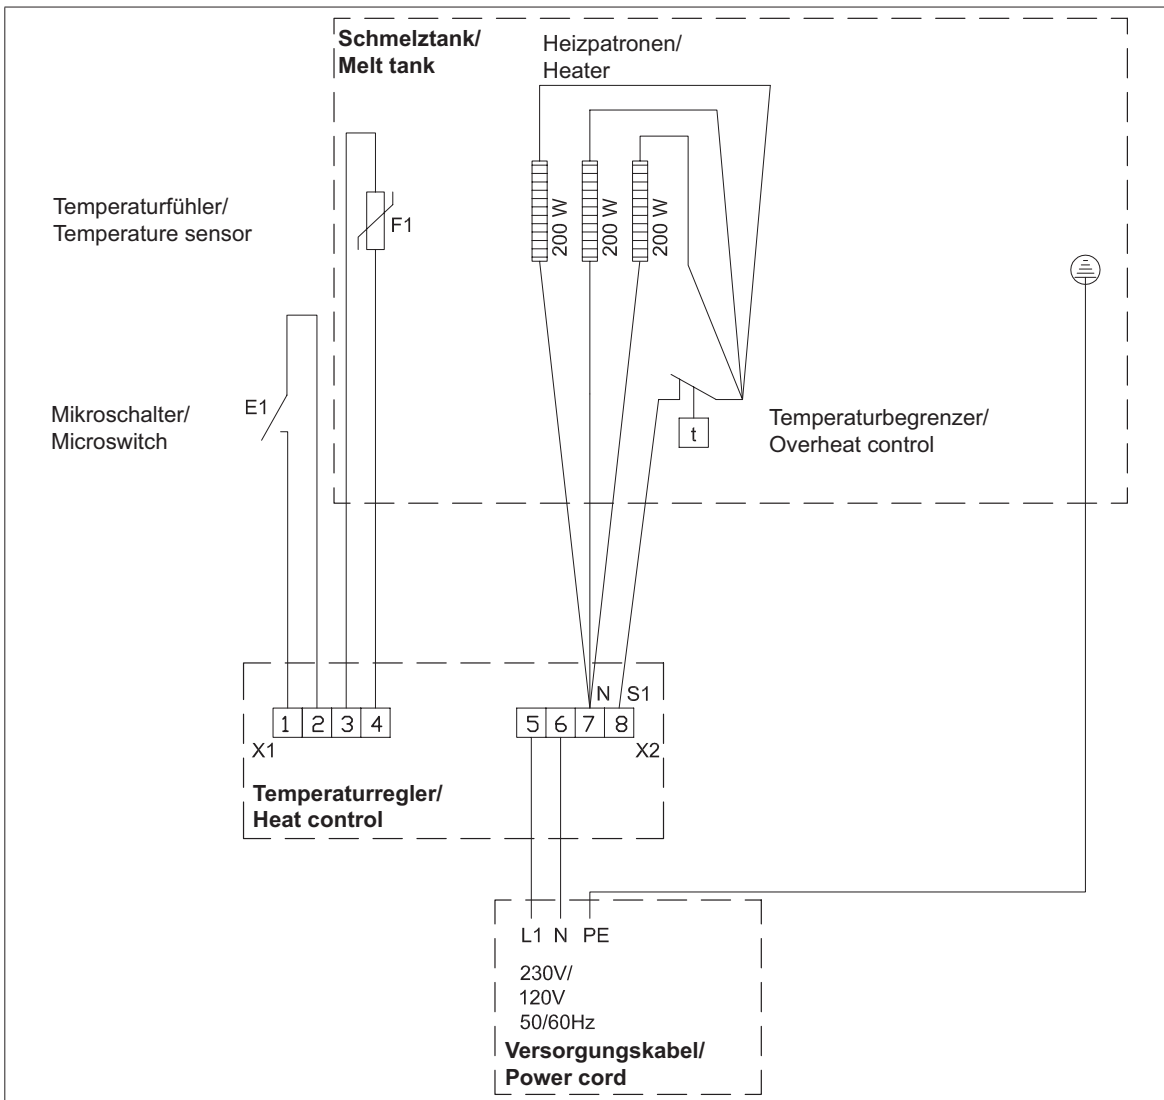 Schmelztank/
Melt tank
Heizpatronen/
Heater
200 W
200 W
200 W
Temperaturfühler/
Temperature sensor
F1
Mikroschalter/
Microswitch
E1
t
Temperaturbegrenzer/
Overheat control
N S1
1 2 3 4
5 6 7 8
X1
X2
Temperaturregler/
Heat control
L1 N PE
230V/
120V
50/60Hz
Versorgungskabel/
Power cord